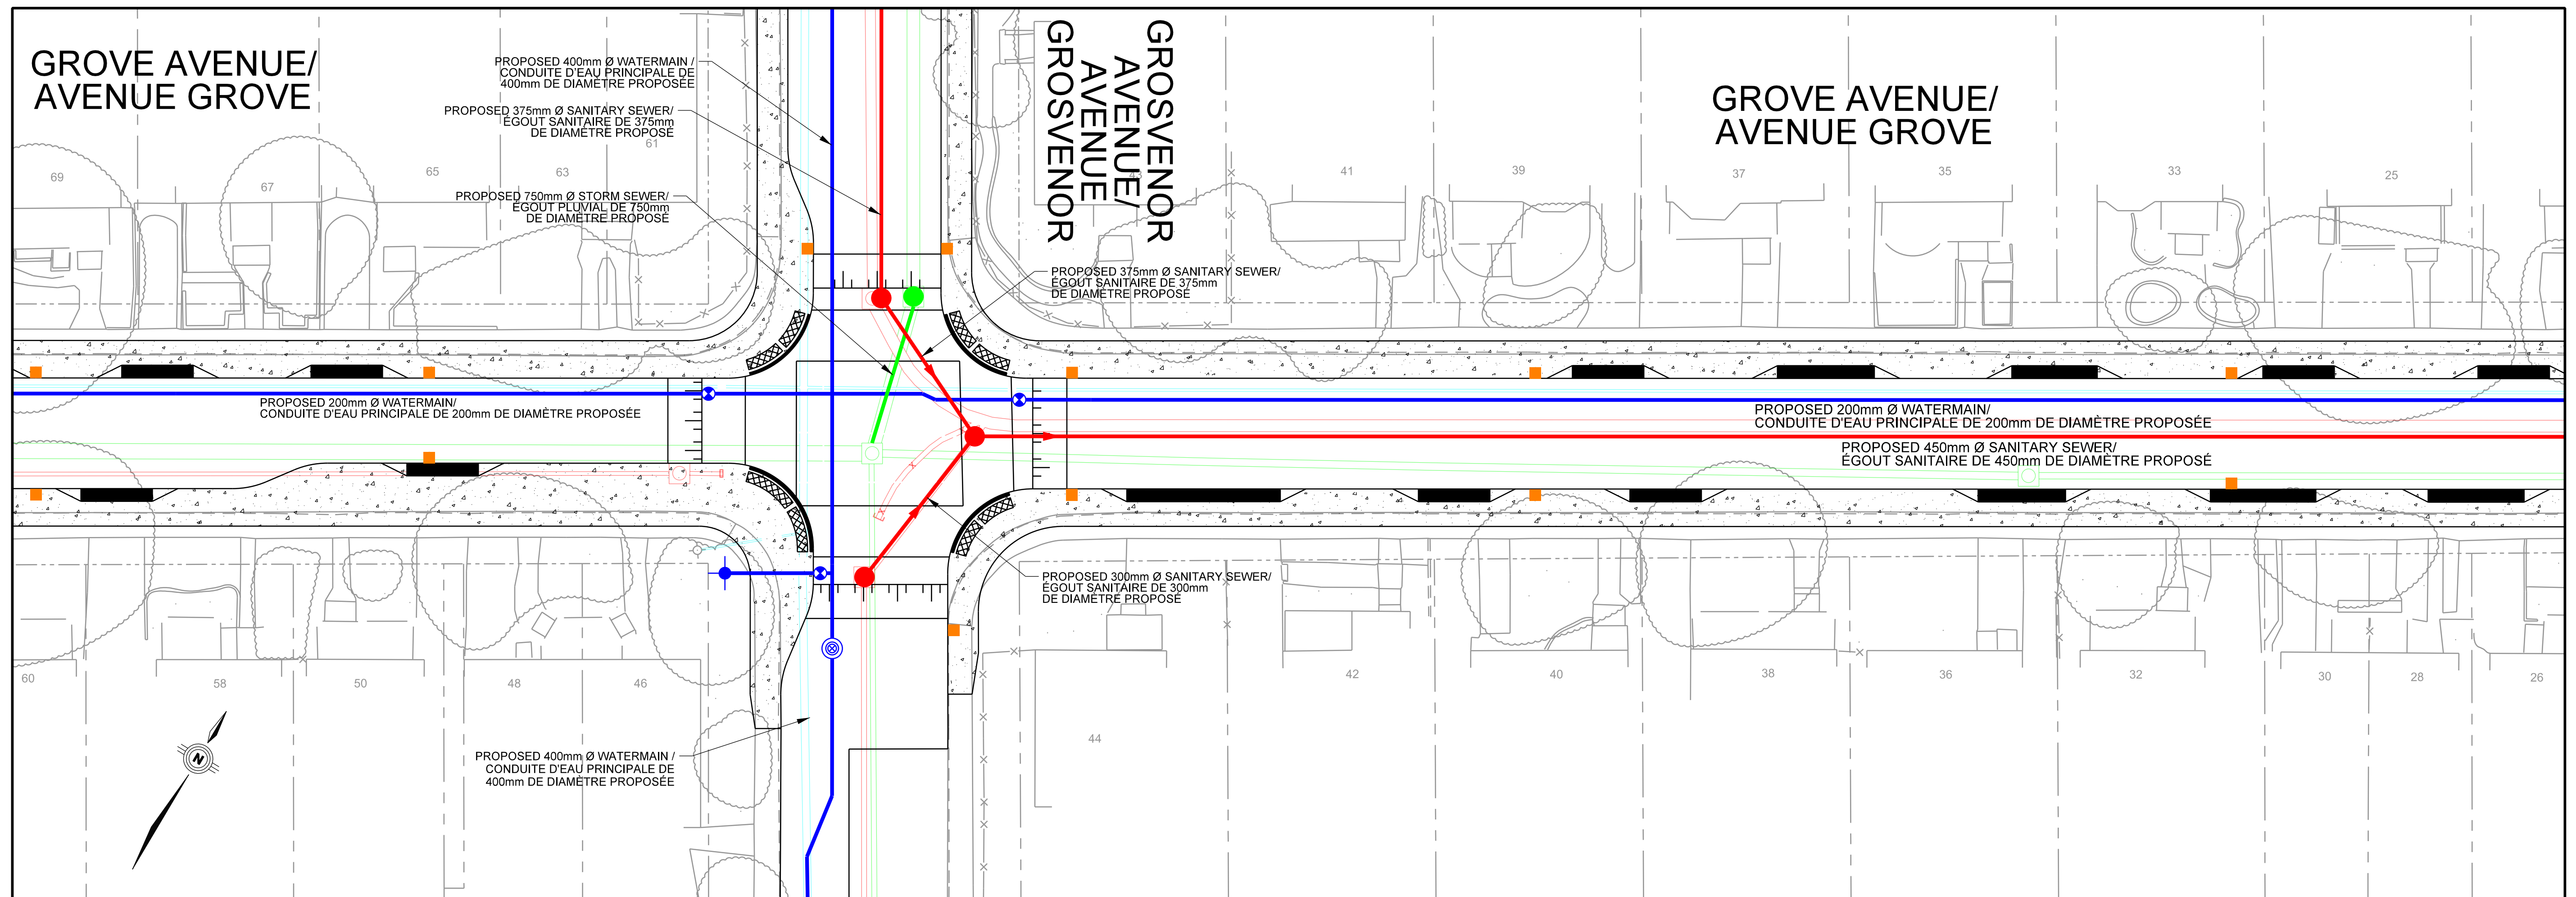 GROVE AVENUE/
AVENUE GROVE
PROPOSED 400mm Ø WATERMAIN /
CONDUITE D'EAU PRINCIPALE DE
400mm DE DIAMÈTRE PROPOSÉE
PROPOSED 375mm Ø SANITARY SEWER/
ÉGOUT SANITAIRE DE 375mm
DE DIAMÈTRE PROPOSÉ
PROPOSED 750mm Ø STORM SEWER/
ÉGOUT PLUVIAL DE 750mm
DE DIAMÈTRE PROPOSÉ
GROSVENOR
AVENUE/
AVENUE
GROSVENOR
GROVE AVENUE/
AVENUE GROVE
69
67
65
63
61
43
41
39
37
35
33
25
PROPOSED 375mm Ø SANITARY SEWER/
ÉGOUT SANITAIRE DE 375mm
DE DIAMÈTRE PROPOSÉ
PROPOSED 200mm Ø WATERMAIN/
CONDUITE D'EAU PRINCIPALE DE 200mm DE DIAMÈTRE PROPOSÉE
PROPOSED 200mm Ø WATERMAIN/
CONDUITE D'EAU PRINCIPALE DE 200mm DE DIAMÈTRE PROPOSÉE
PROPOSED 450mm Ø SANITARY SEWER/
ÉGOUT SANITAIRE DE 450mm DE DIAMÈTRE PROPOSÉ
PROPOSED 300mm Ø SANITARY SEWER/
ÉGOUT SANITAIRE DE 300mm
DE DIAMÈTRE PROPOSÉ
60
58
50
48
46
44
42
40
38
36
32
30
28
26
PROPOSED 400mm Ø WATERMAIN /
CONDUITE D'EAU PRINCIPALE DE
400mm DE DIAMÈTRE PROPOSÉE
N